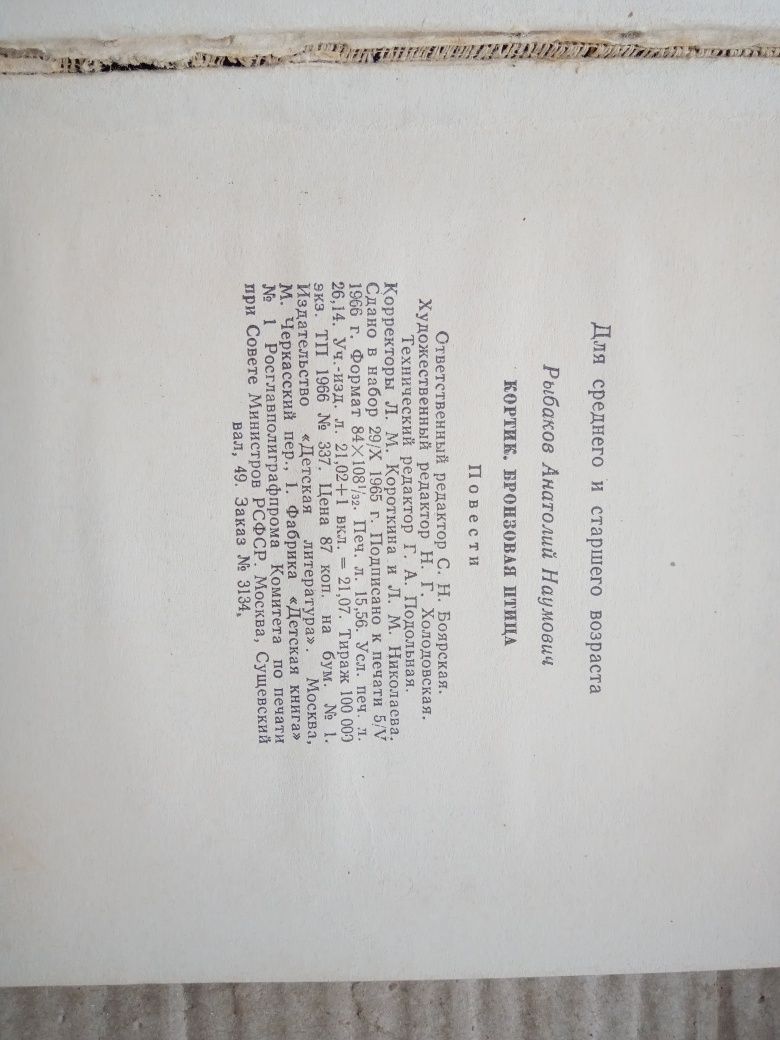 Для среднего и старшего возраста
Рыбаков Анатолий Наумович
КОРТИК. БРОНЗОВАЯ ПТИЦА
Повести
Ответственный редактор С. Н. Боярская.
Художественный редактор Н. Г. Холодовская.
Технический редактор Г. А. Подольная.
Корректоры Л. М. Короткина и Л. М. Николаева.
Сдано в набор 29/X 1965 г. Подписано к печати 5/V
1966 г. Формат 84×108¹/₃₂. Печ. л. 15,56. Усл. печ. л.
26,14. Уч.-изд. л. 21,02+1 вкл. = 21,07. Тираж 100 000
экз. ТП 1966 № 337. Цена 87 коп. на бум. № 1.
Издательство «Детская литература». Москва,
М. Черкасский пер., 1. Фабрика «Детская книга»
№ 1 Росглавполиграфпрома Комитета по печати
при Совете Министров РСФСР. Москва, Сущевский
вал, 49. Заказ № 3134.